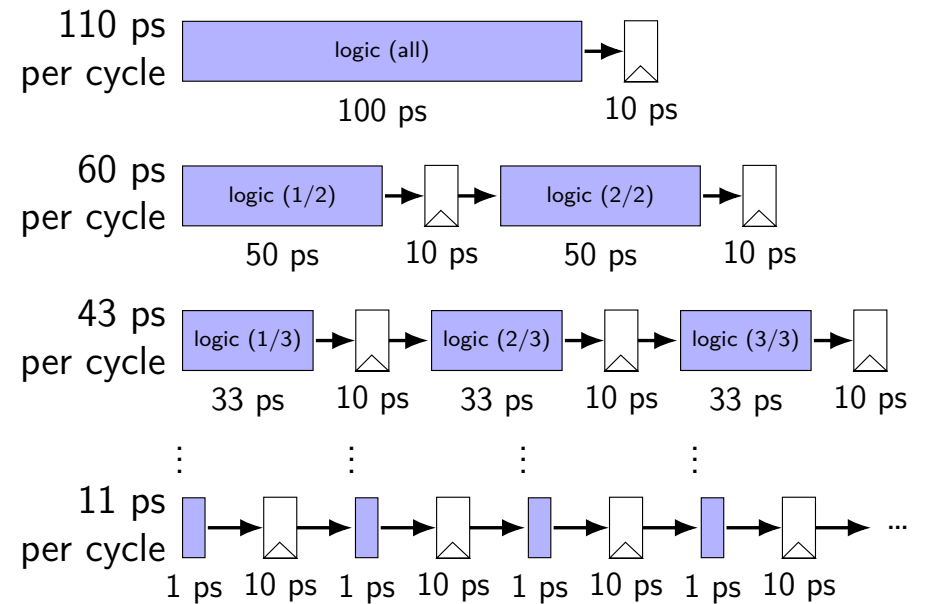 110 ps
per cycle
logic (all)
100 ps
10 ps
60 ps
per cycle
logic (1/2)
logic (2/2)
50 ps
10 ps
50 ps
10 ps
43 ps
per cycle
logic (1/3)
logic (2/3)
logic (3/3)
33 ps
10 ps
33 ps
10 ps
33 ps
10 ps
⋮ ⋮ ⋮ ⋮
11 ps
per cycle
...
1 ps
10 ps
1 ps
10 ps
1 ps
10 ps
1 ps
10 ps